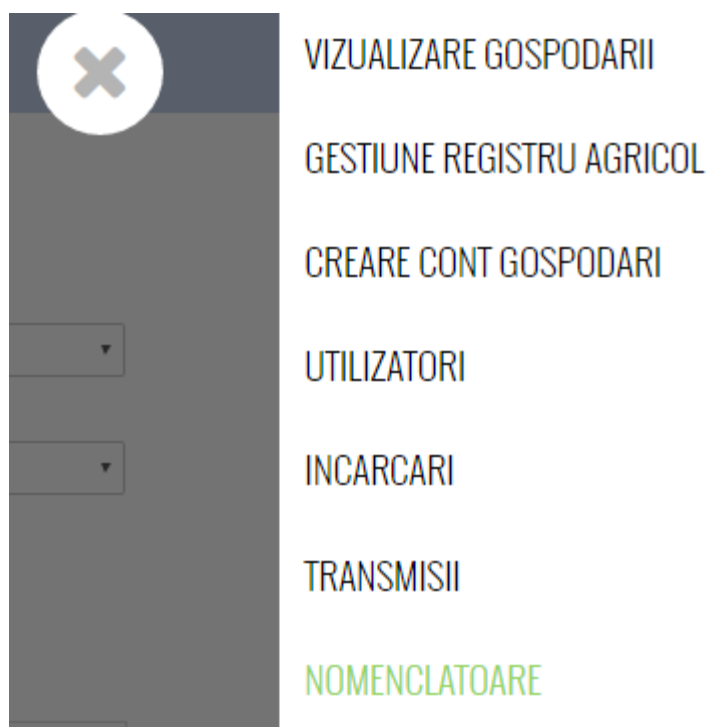 VIZUALIZARE GOSPODARII
GESTIUNE REGISTRU AGRICOL
CREARE CONT GOSPODARI
UTILIZATORI
INCARCARI
TRANSMISII
NOMENCLATOARE